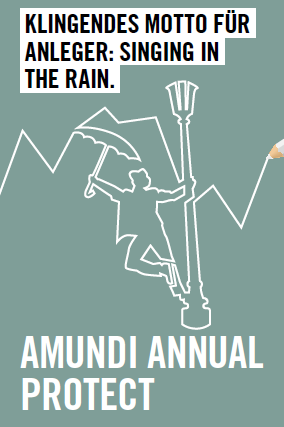 KLINGENDES MOTTO FÜR
ANLEGER: SINGING IN
THE RAIN.
AMUNDI ANNUAL
PROTECT